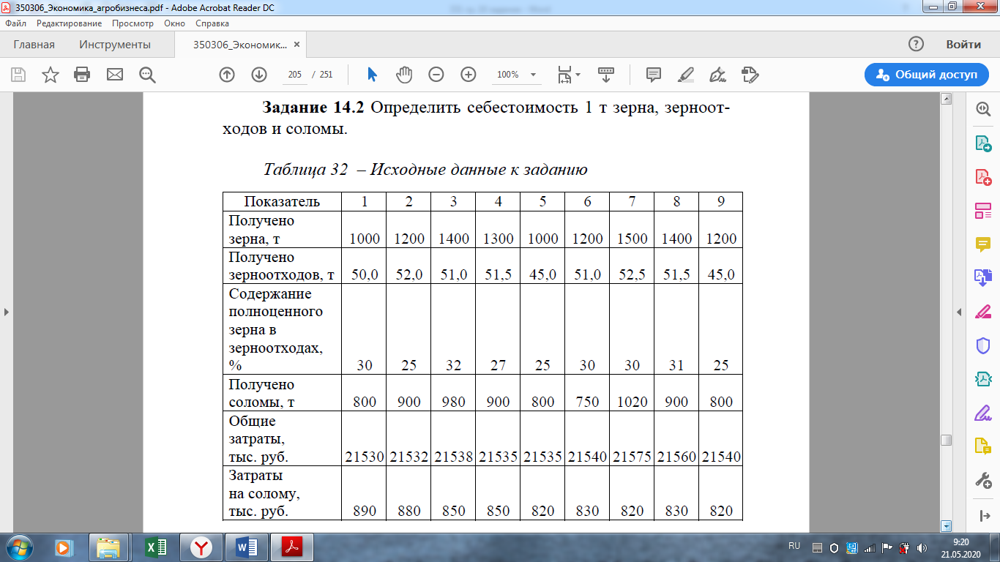 350306_Экономика_агробизнеса.pdf - Adobe Acrobat Reader DC
Файл Редактирование Просмотр Окно Справка
Главная Инструменты 350306_Экономик... × Войти
205 / 251 100% Общий доступ
Задание 14.2 Определить себестоимость 1 т зерна, зерноот-
ходов и соломы.
Таблица 32 – Исходные данные к заданию
Показатель 1 2 3 4 5 6 7 8 9
Получено
зерна, т 1000 1200 1400 1300 1000 1200 1500 1400 1200
Получено
зерноотходов, т 50,0 52,0 51,0 51,5 45,0 51,0 52,5 51,5 45,0
Содержание
полноценного
зерна в
зерноотходах,
% 30 25 32 27 25 30 30 31 25
Получено
соломы, т 800 900 980 900 800 750 1020 900 800
Общие
затраты,
тыс. руб. 21530 21532 21538 21535 21535 21540 21575 21560 21540
Затраты
на солому,
тыс. руб. 890 880 850 850 820 830 820 830 820
RU 9:20
21.05.2020